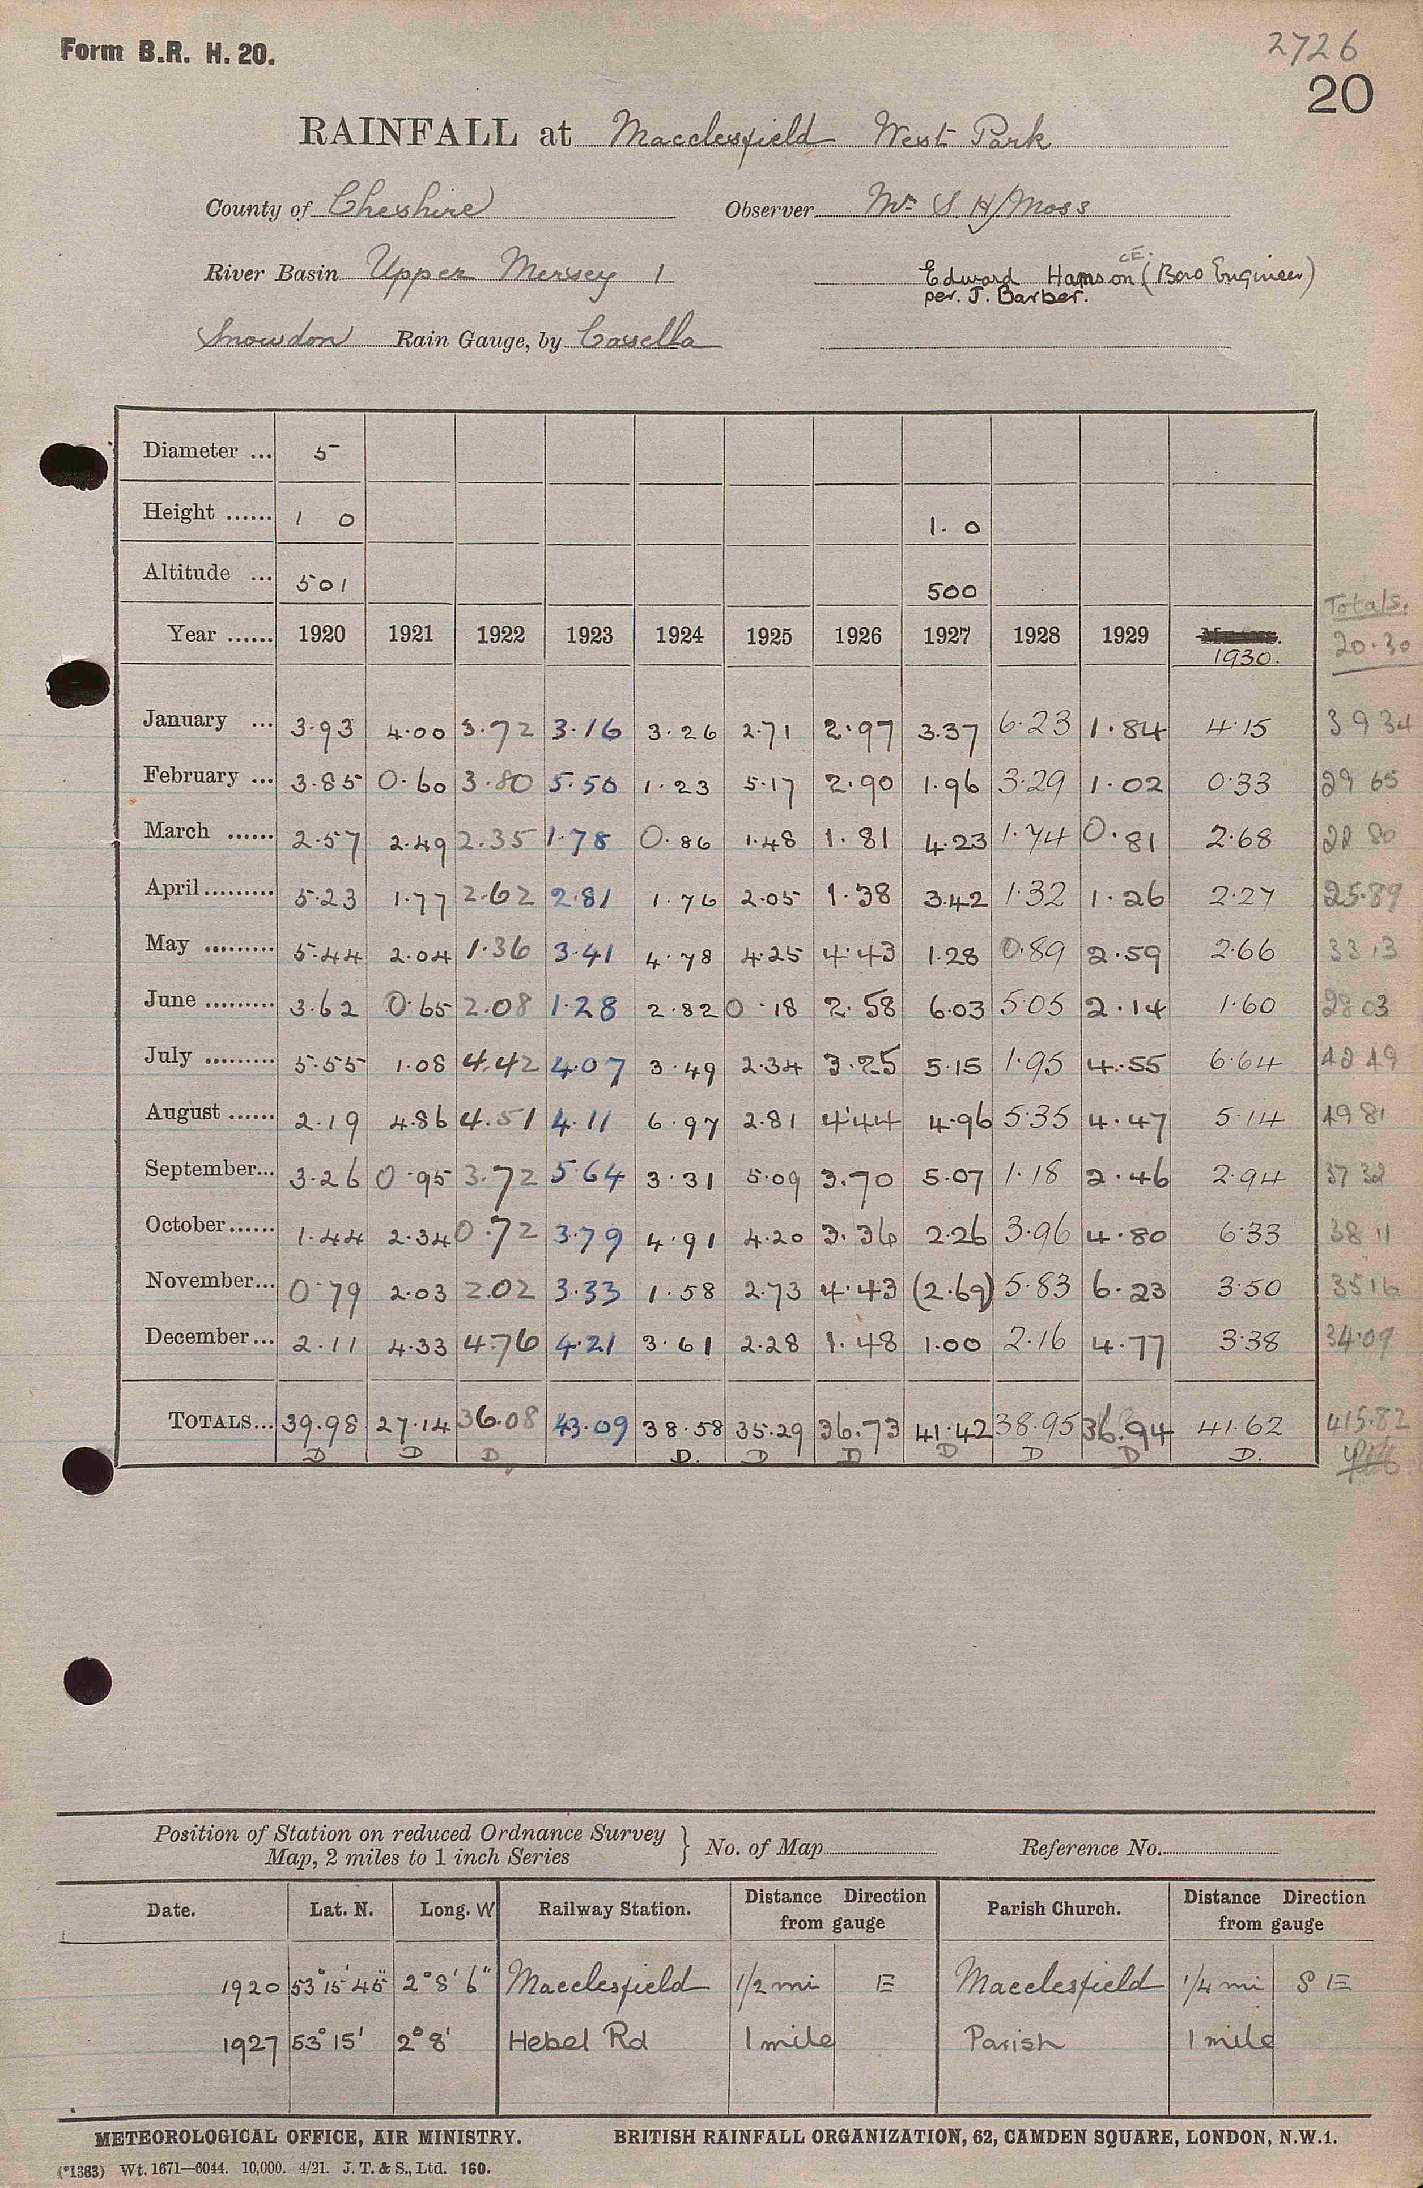 Form B.R. H. 20.
2726
20
RAINFALL at Macclesfield West Park
County of Cheshire Observer Mr. S. H. Moss
River Basin Upper Mersey 1 Edward Harrison C.E. (Boro Engineer)
per. J. Barber.
Snowdon Rain Gauge, by Cassella
Diameter ... 5
Height ...... 1 0 1. 0
Altitude ... 501 500
Totals.
Year ...... 1920 1921 1922 1923 1924 1925 1926 1927 1928 1929 1930. 20.30
January ... 3.93 4.00 3.72 3.16 3.26 2.71 2.97 3.37 6.23 1.84 4.15 39 34
February ... 3.85 0.60 3.80 5.50 1.23 5.17 2.90 1.96 3.29 1.02 0.33 29 65
March ...... 2.57 2.49 2.35 1.78 0.86 1.48 1.81 4.23 1.74 0.81 2.68 22 80
April ......... 5.23 1.77 2.62 2.81 1.76 2.05 1.38 3.42 1.32 1.26 2.27 25.89
May ......... 5.44 2.04 1.36 3.41 4.78 4.25 4.43 1.28 0.89 2.59 2.66 33 13
June ......... 3.62 0.65 2.08 1.28 2.82 0.18 2.58 6.03 5.05 2.14 1.60 28 03
July ......... 5.55 1.08 4.42 4.07 3.49 2.34 3.25 5.15 1.95 4.55 6.64 42 49
August ...... 2.19 4.86 4.51 4.11 6.97 2.81 4.44 4.96 5.35 4.47 5.14 49 81
September... 3.26 0.95 3.72 5.64 3.31 5.09 3.70 5.07 1.18 2.46 2.94 37 32
October...... 1.44 2.34 0.72 3.79 4.91 4.20 3.36 2.26 3.96 4.80 6.33 38 11
November... 0.79 2.03 2.02 3.33 1.58 2.73 4.43 (2.69) 5.83 6.23 3.50 35 16
December... 2.11 4.33 4.76 4.21 3.61 2.28 1.48 1.00 2.16 4.77 3.38 34.09
TOTALS... 39.98 27.14 36.08 43.09 38.58 35.29 36.73 41.42 38.95 36.94 41.62 415.82
D D D D. D D D D D D.
Position of Station on reduced Ordnance Survey
Map, 2 miles to 1 inch Series } No. of Map Reference No.
Date. Lat. N. Long. W Railway Station. Distance Direction from gauge Parish Church. Distance Direction from gauge
1920 53°15'45" 2°8'6" Macclesfield 1/2 mi E Macclesfield 1/4 mi S E
1927 53°15' 2°8' Hebel Rd 1 mile Parish 1 mile
METEOROLOGICAL OFFICE, AIR MINISTRY. BRITISH RAINFALL ORGANIZATION, 62, CAMDEN SQUARE, LONDON, N.W.1.
(*1383) Wt. 1671—6044. 10,000. 4/21. J. T. & S., Ltd. 160.